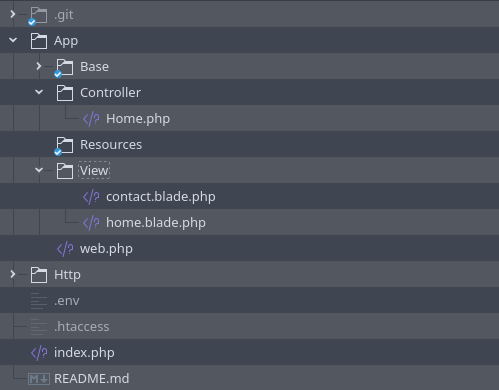 .git
App
Base
Controller
Home.php
Resources
View
contact.blade.php
home.blade.php
web.php
Http
.env
.htaccess
index.php
README.md